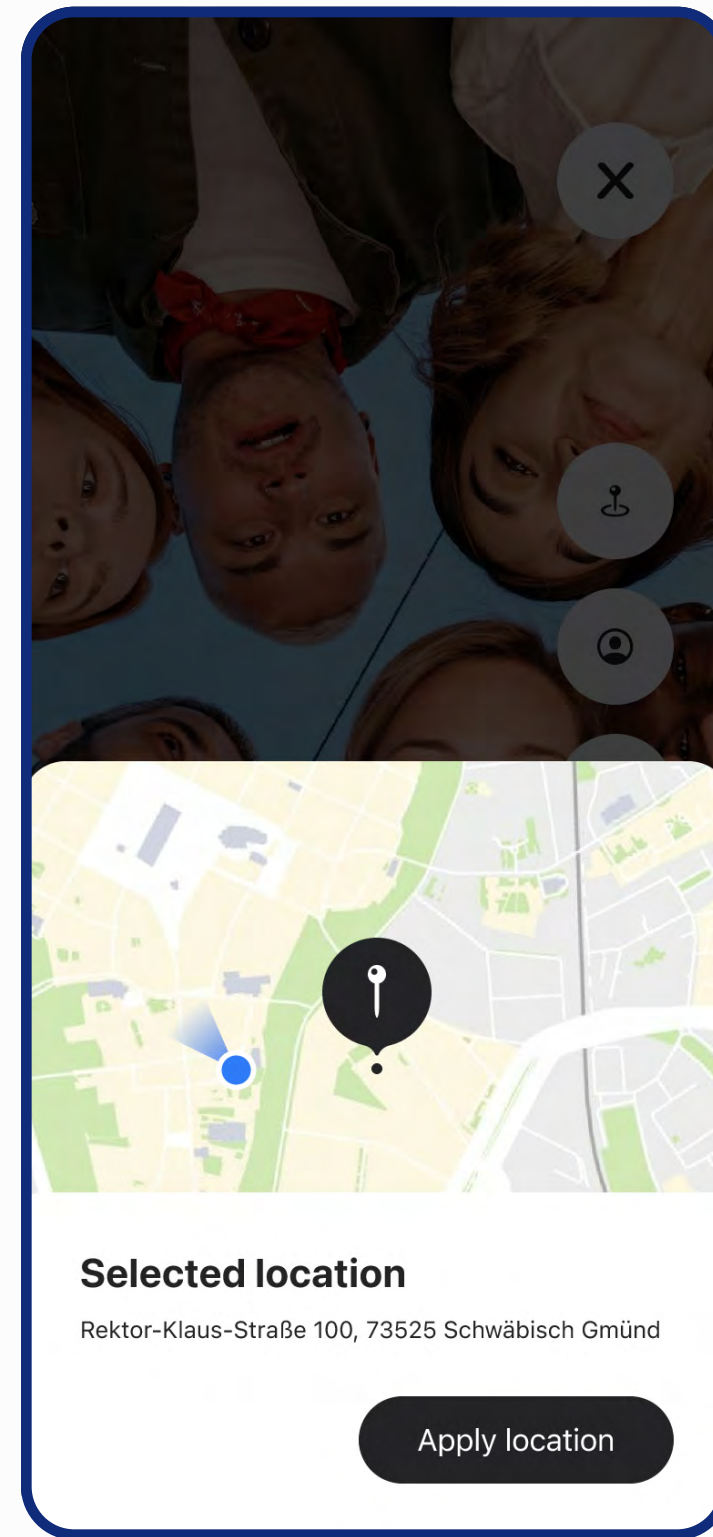 Selected location
Rektor-Klaus-Straße 100, 73525 Schwäbisch Gmünd
Apply location